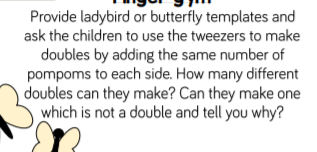 Finger gym
Provide ladybird or butterfly templates and
ask the children to use the tweezers to make
doubles by adding the same number of
pompoms to each side. How many different
doubles can they make? Can they make one
which is not a double and tell you why?